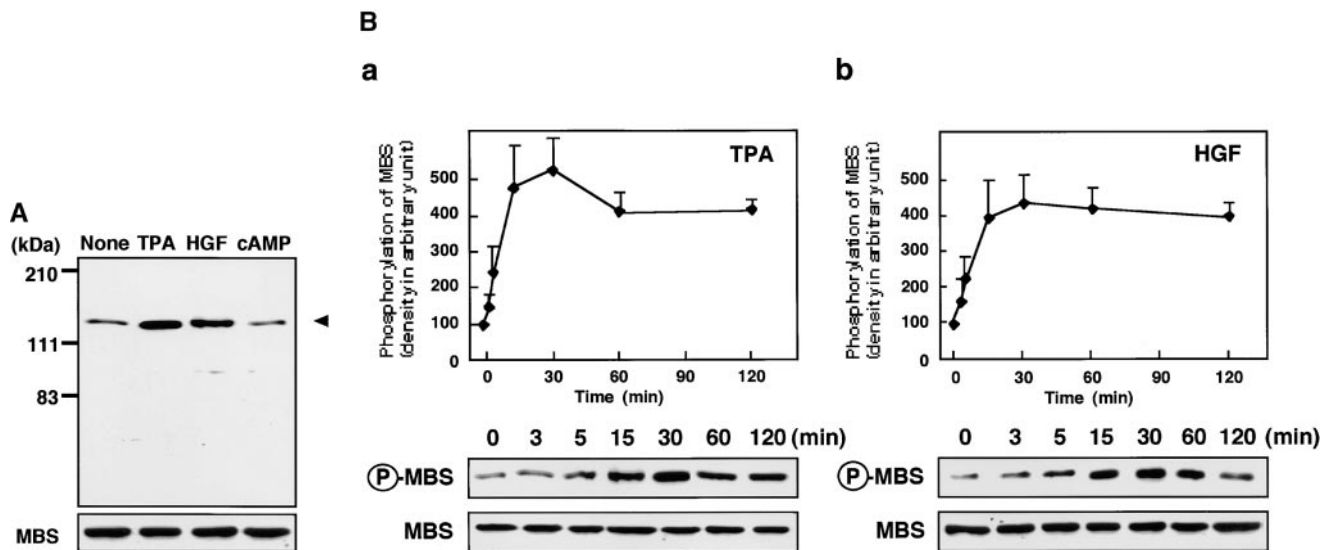 A
(kDa) None TPA HGF cAMP
210
111
83
MBS
B
a
Phosphorylation of MBS
(density in arbitrary unit)
TPA
500
400
300
200
100
0
0 30 60 90 120
Time (min)
0 3 5 15 30 60 120 (min)
P-MBS
MBS
b
Phosphorylation of MBS
(density in arbitrary unit)
HGF
500
400
300
200
100
0
0 30 60 90 120
Time (min)
0 3 5 15 30 60 120 (min)
P-MBS
MBS